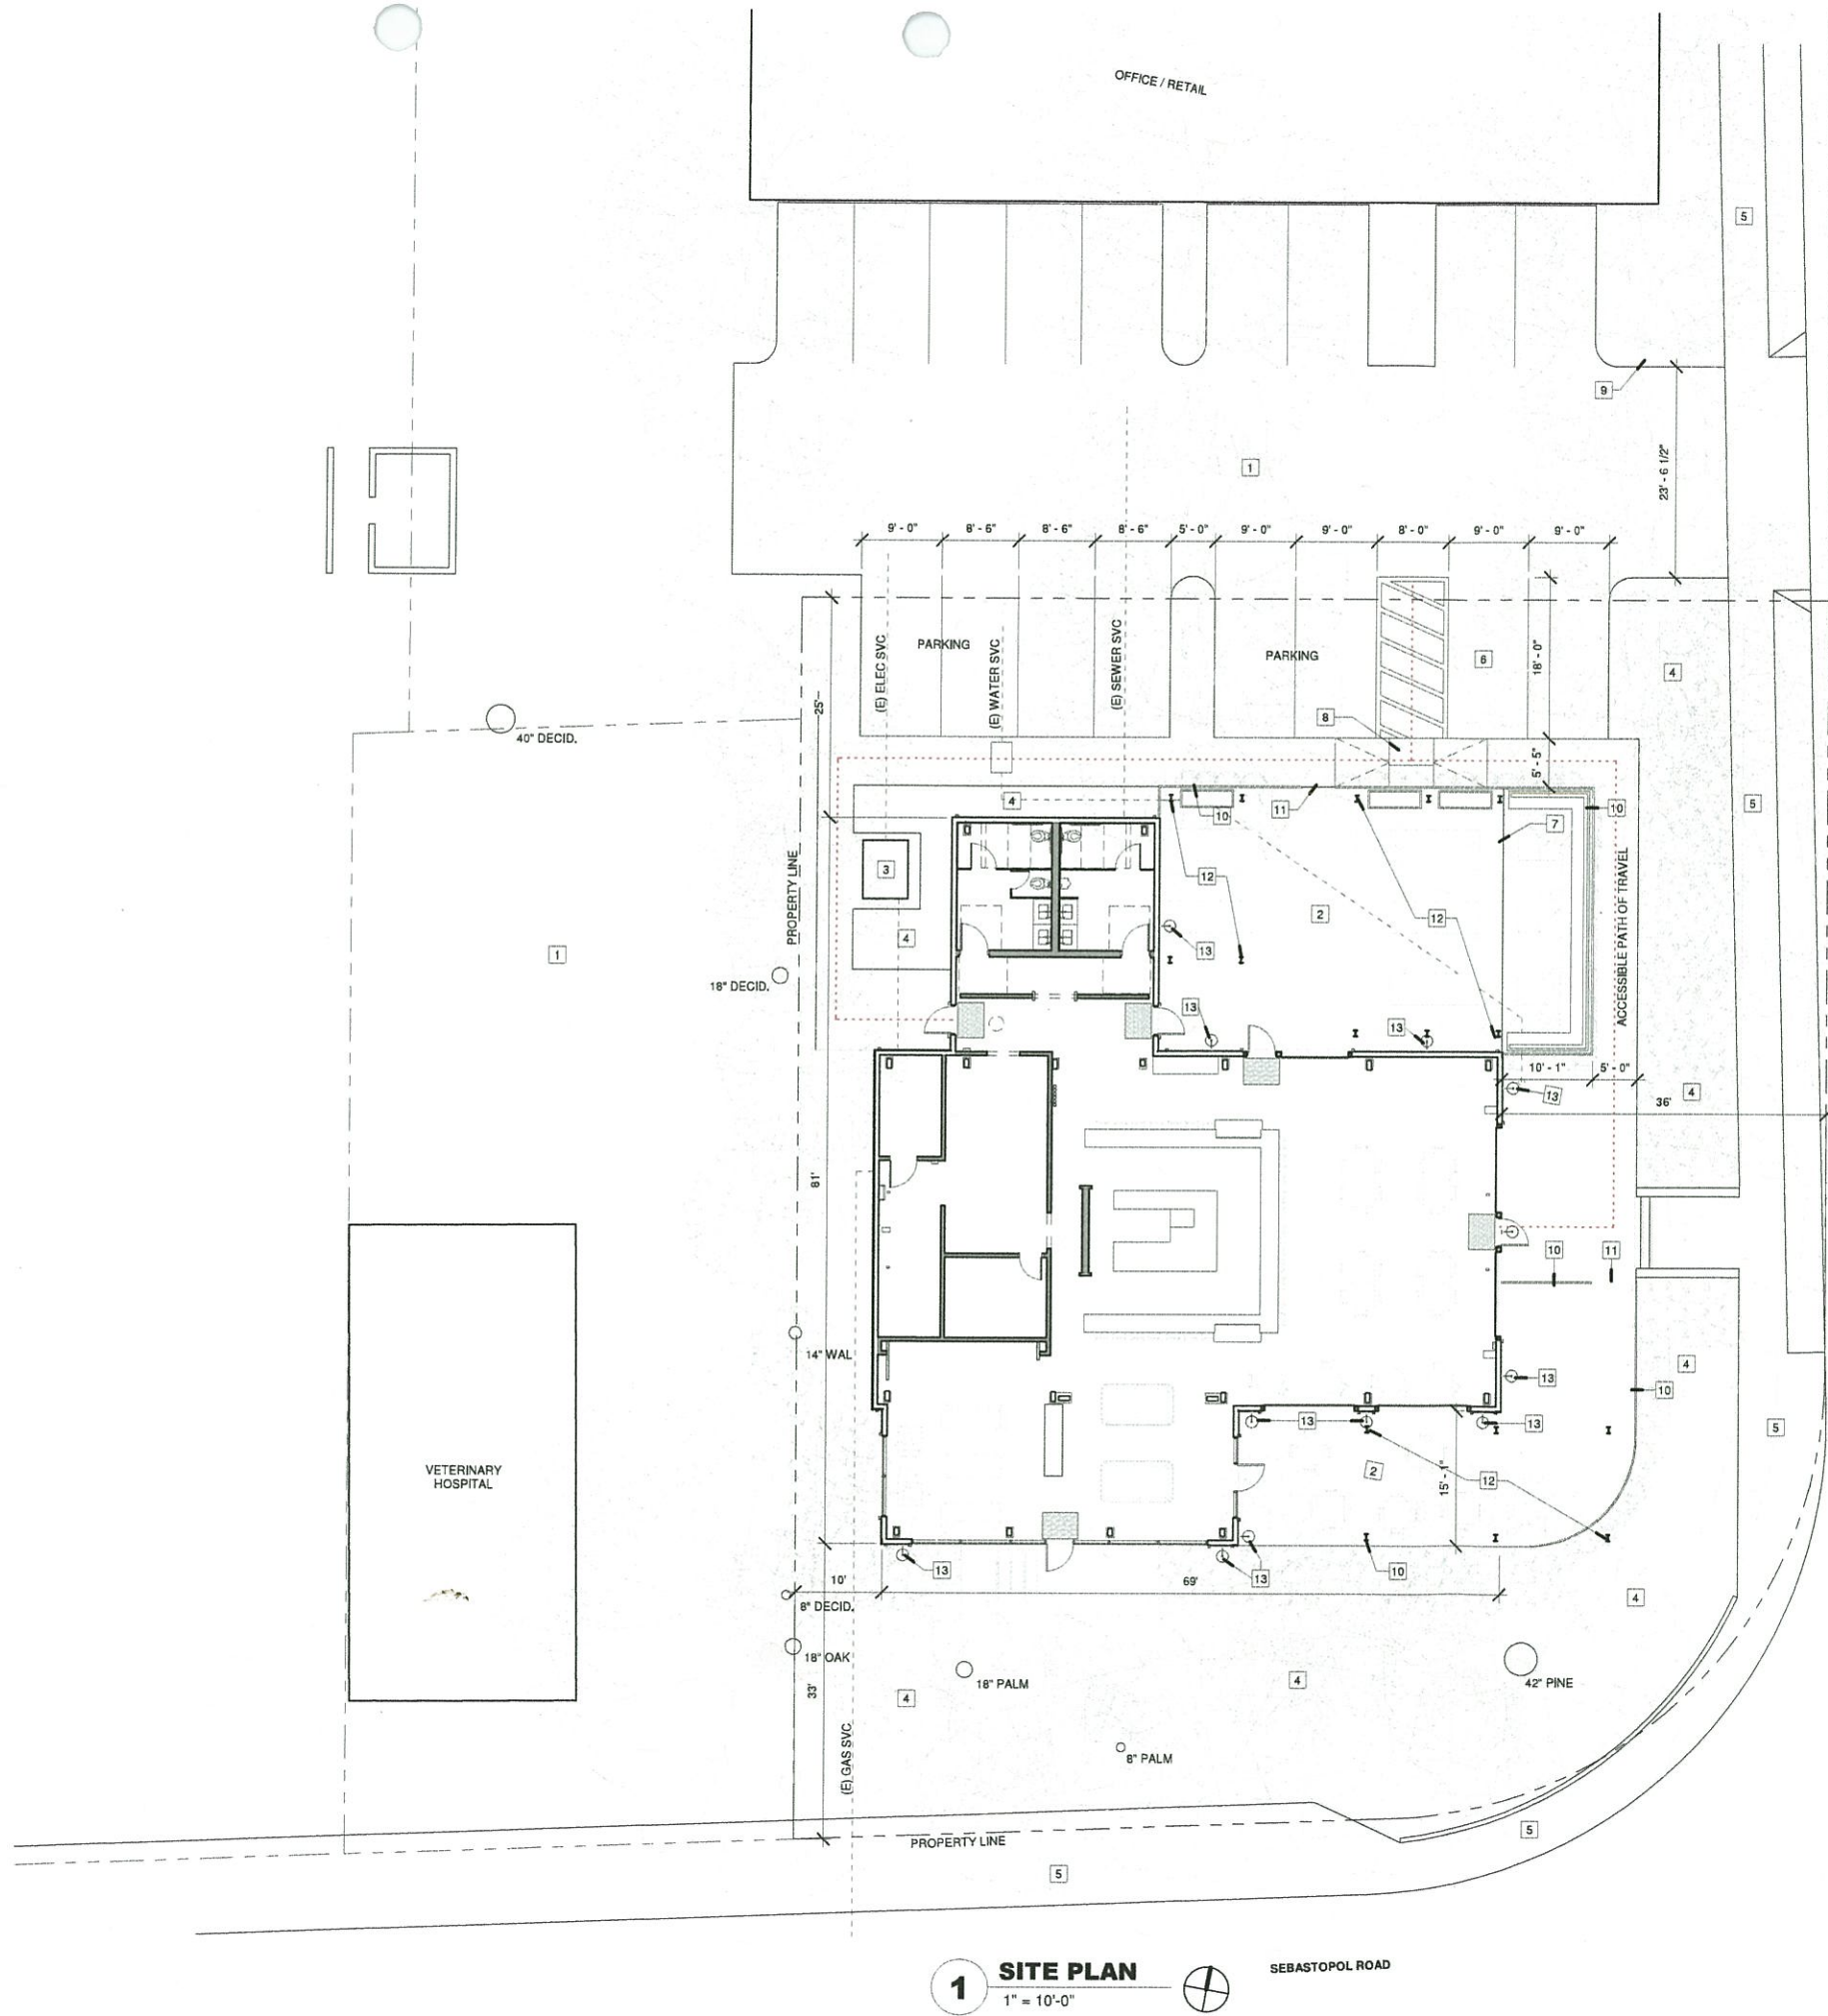 OFFICE / RETAIL
5
9
23' - 6 1/2"
1
9' - 0"
8' - 6"
8' - 6"
8' - 6"
5' - 0"
9' - 0"
9' - 0"
8' - 0"
9' - 0"
9' - 0"
(E) ELEC SVC
PARKING
(E) WATER SVC
(E) SEWER SVC
PARKING
6
18' - 0"
4
25'
8
40" DECID.
5' - 5"
4
10
11
10
5
7
PROPERTY LINE
3
12
2
12
ACCESSIBLE PATH OF TRAVEL
4
13
1
18" DECID.
13
13
10' - 1"
5' - 0"
13
4
36'
81'
10
11
14" WAL
4
13
10
13
13
5
VETERINARY
HOSPITAL
2
15' - 1"
12
13
13
10
10'
69'
8" DECID.
4
18" OAK
33'
18" PALM
4
4
42" PINE
(E) GAS SVC
8" PALM
PROPERTY LINE
5
5
1
SITE PLAN
1" = 10'-0"
SEBASTOPOL ROAD